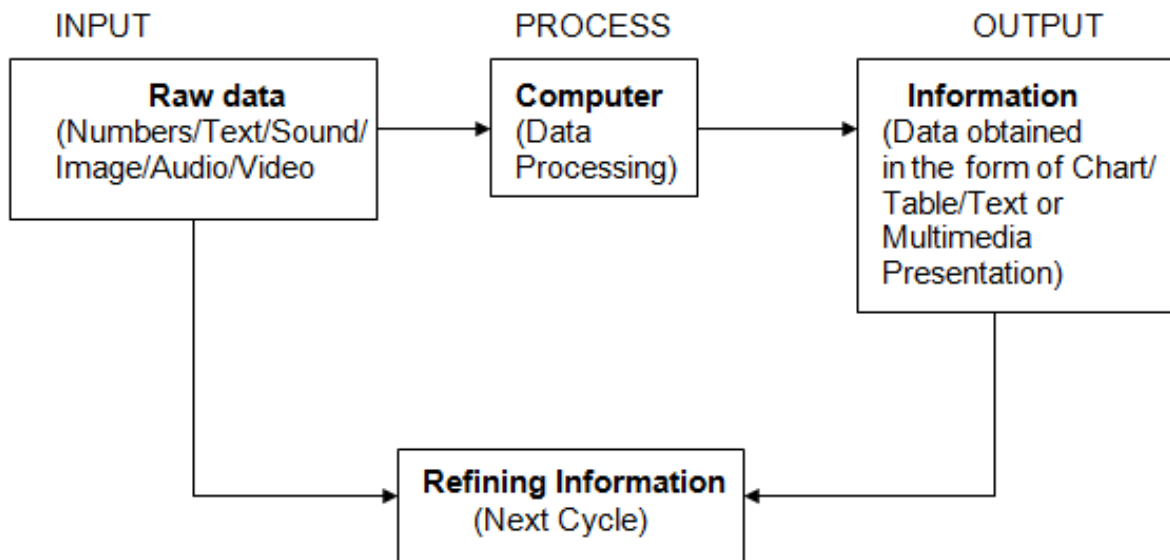 INPUT
PROCESS
OUTPUT
Raw data
(Numbers/Text/Sound/
Image/Audio/Video
Computer
(Data
Processing)
Information
(Data obtained
in the form of Chart/
Table/Text or
Multimedia
Presentation)
Refining Information
(Next Cycle)